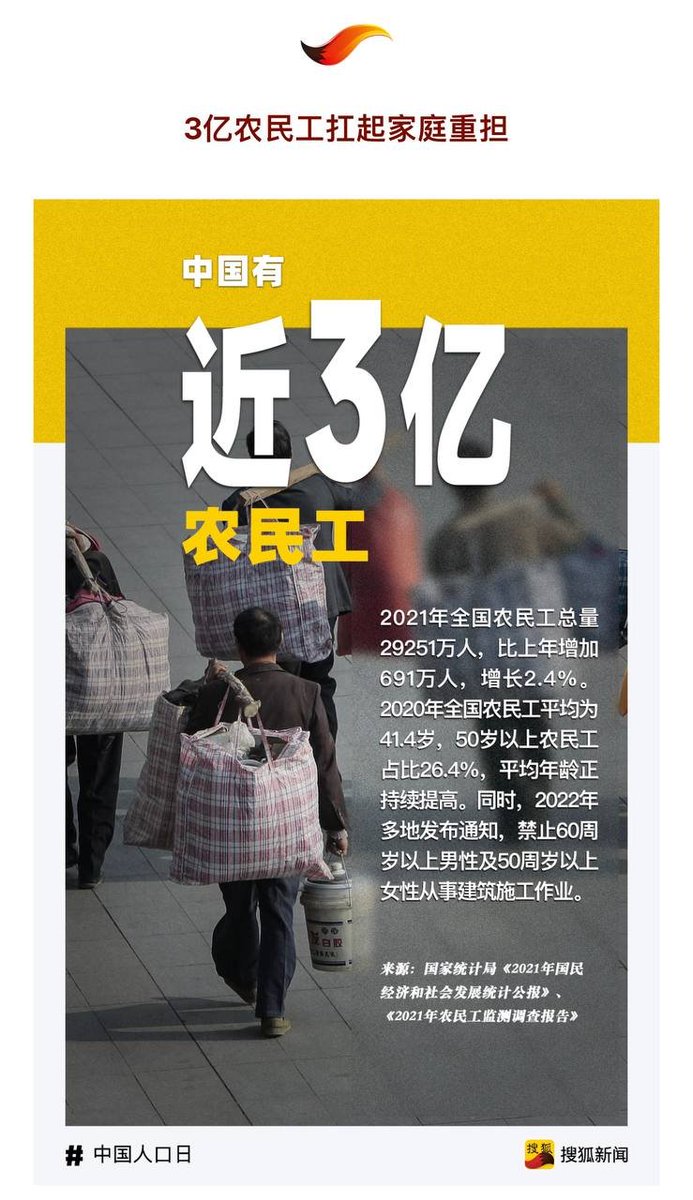 3亿农民工扛起家庭重担
中国有
近3亿
农民工
2021年全国农民工总量
29251万人，比上年增加
691万人，增长2.4%。
2020年全国农民工平均为
41.4岁，50岁以上农民工
占比26.4%，平均年龄正
持续提高。同时，2022年
多地发布通知，禁止60周
岁以上男性及50周岁以上
女性从事建筑施工作业。
白胶
来源：国家统计局《2021年国民
经济和社会发展统计公报》、
《2021年农民工监测调查报告》
# 中国人口日
搜狐 搜狐新闻